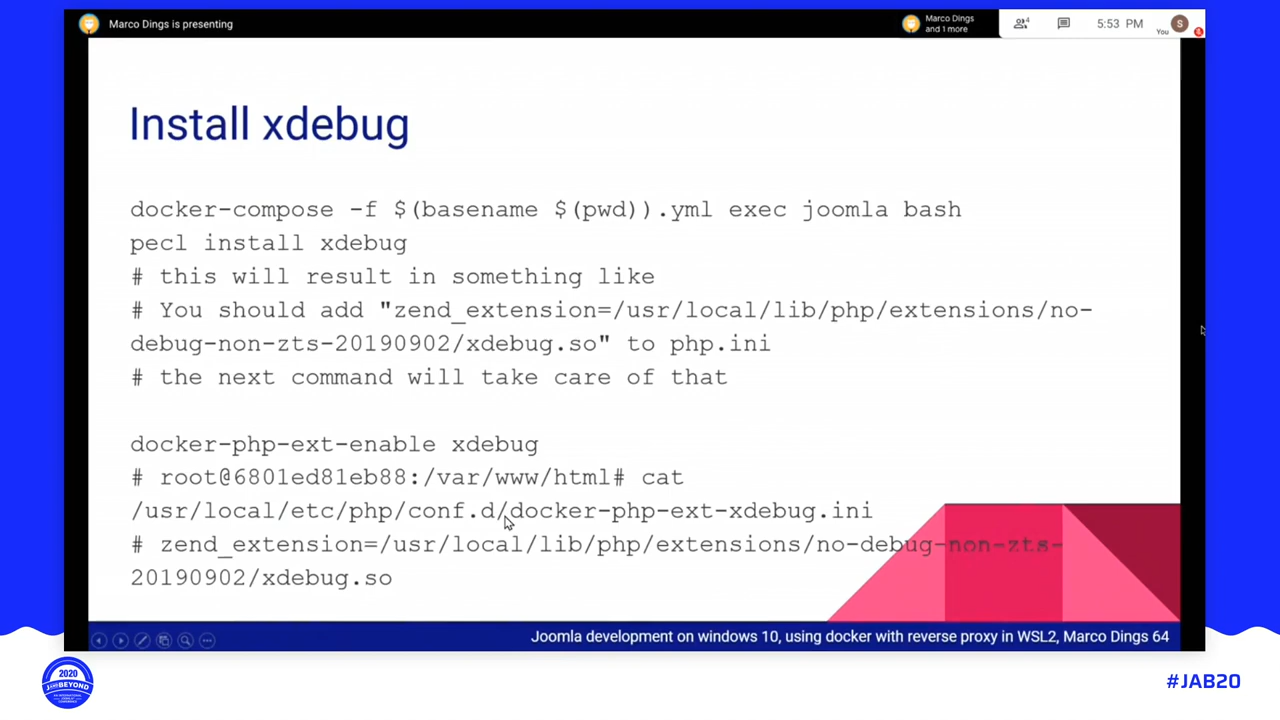 Marco Dings is presenting
Marco Dings
and 1 more
4
5:53 PM
You
S
Install xdebug
docker-compose -f $(basename $(pwd)).yml exec joomla bash
pecl install xdebug
# this will result in something like
# You should add "zend_extension=/usr/local/lib/php/extensions/no-
debug-non-zts-20190902/xdebug.so" to php.ini
# the next command will take care of that
docker-php-ext-enable xdebug
# root@6801ed81eb88:/var/www/html# cat
/usr/local/etc/php/conf.d/docker-php-ext-xdebug.ini
# zend_extension=/usr/local/lib/php/extensions/no-debug-non-zts-
20190902/xdebug.so
Joomla development on windows 10, using docker with reverse proxy in WSL2, Marco Dings 64
2020
BEYOND
#JAB20